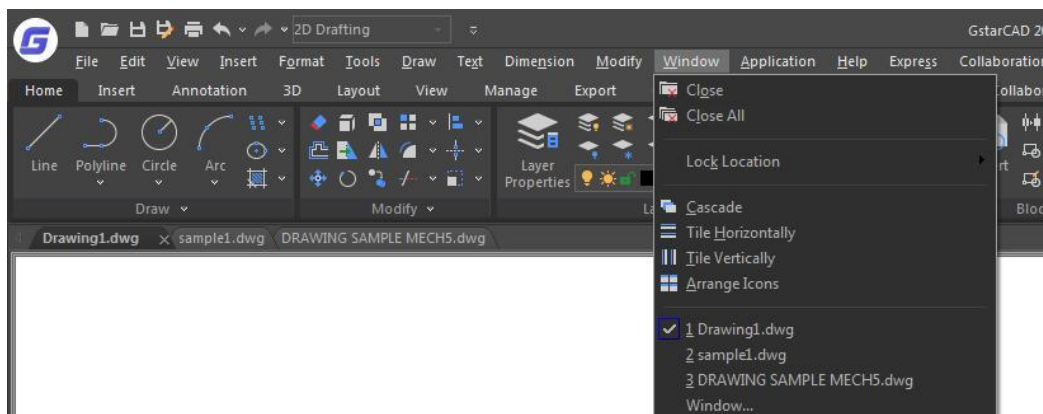 2D Drafting
GstarCAD 20
File Edit View Insert Format Tools Draw Text Dimension Modify Window Application Help Express Collaboration
Home Insert Annotation 3D Layout View Manage Export
Line Polyline Circle Arc
Layer
Properties
Draw Modify
Drawing1.dwg sample1.dwg DRAWING SAMPLE MECH5.dwg
Close
Close All
Lock Location
Cascade
Tile Horizontally
Tile Vertically
Arrange Icons
1 Drawing1.dwg
2 sample1.dwg
3 DRAWING SAMPLE MECH5.dwg
Window...